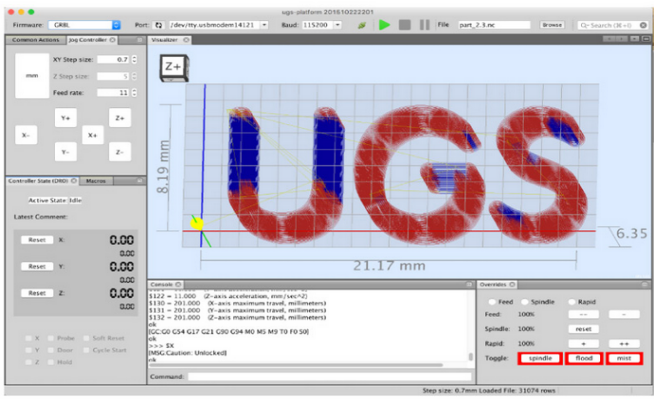 ugs-platform 201610222201
Firmware: GRBL Port: /dev/tty.usbmodem14121 Baud: 115200 File part_2.3.nc Browse Search (⌘+I)
Common Actions Jog Controller
Visualizer
mm
XY Step size: 0.7
Z Step size: 5
Feed rate: 11
Y+ Z+
X- X+
Y- Z-
Z+
UGS
8.19 mm
6.35
21.17 mm
Controller State (DRO) Macros
Active State Idle
Latest Comment:
Reset X: 0.00
0.00
Reset Y: 0.00
0.00
Reset Z: 0.00
0.00
X Probe Soft Reset
Y Door Cycle Start
Z Hold
Console
$122 = 11.000 (Z-axis acceleration, mm/sec^2)
$130 = 201.000 (X-axis maximum travel, millimeters)
$131 = 201.000 (Y-axis maximum travel, millimeters)
$132 = 201.000 (Z-axis maximum travel, millimeters)
ok
[GC:G0 G54 G17 G21 G90 G94 M0 M5 M9 T0 F0 S0]
ok
>>> $X
[MSG:Caution: Unlocked]
ok
Command:
Overrides
Feed Spindle Rapid
Feed: 100% -- -
Spindle: 100% reset
Rapid: 100% + ++
Toggle: spindle flood mist
Step size: 0.7mm Loaded File: 31074 rows